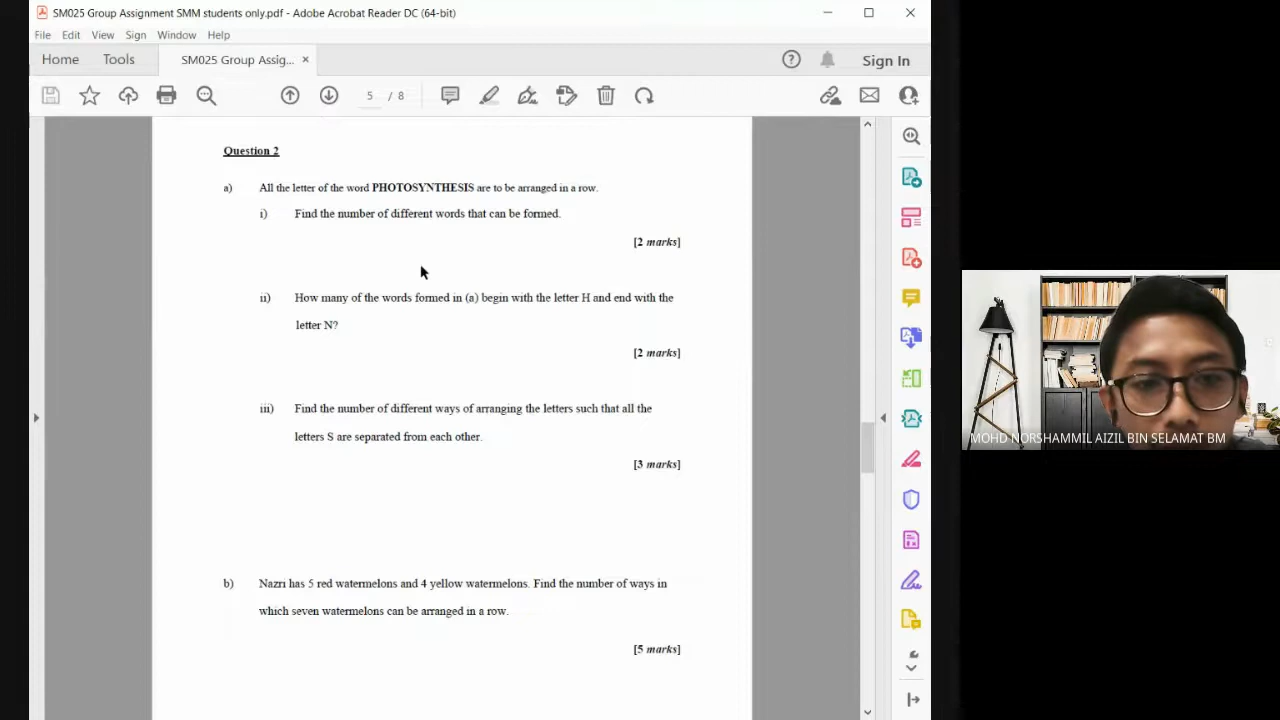 SM025 Group Assignment SMM students only.pdf - Adobe Acrobat Reader DC (64-bit)
File Edit View Sign Window Help
Home Tools SM025 Group Assig... × Sign In
5 / 8
Question 2
a) All the letter of the word PHOTOSYNTHESIS are to be arranged in a row.
i) Find the number of different words that can be formed.
[2 marks]
ii) How many of the words formed in (a) begin with the letter H and end with the
letter N?
[2 marks]
iii) Find the number of different ways of arranging the letters such that all the
letters S are separated from each other.
[3 marks]
b) Nazri has 5 red watermelons and 4 yellow watermelons. Find the number of ways in
which seven watermelons can be arranged in a row.
[5 marks]
MOHD NORSHAMMIL AIZIL BIN SELAMAT BM